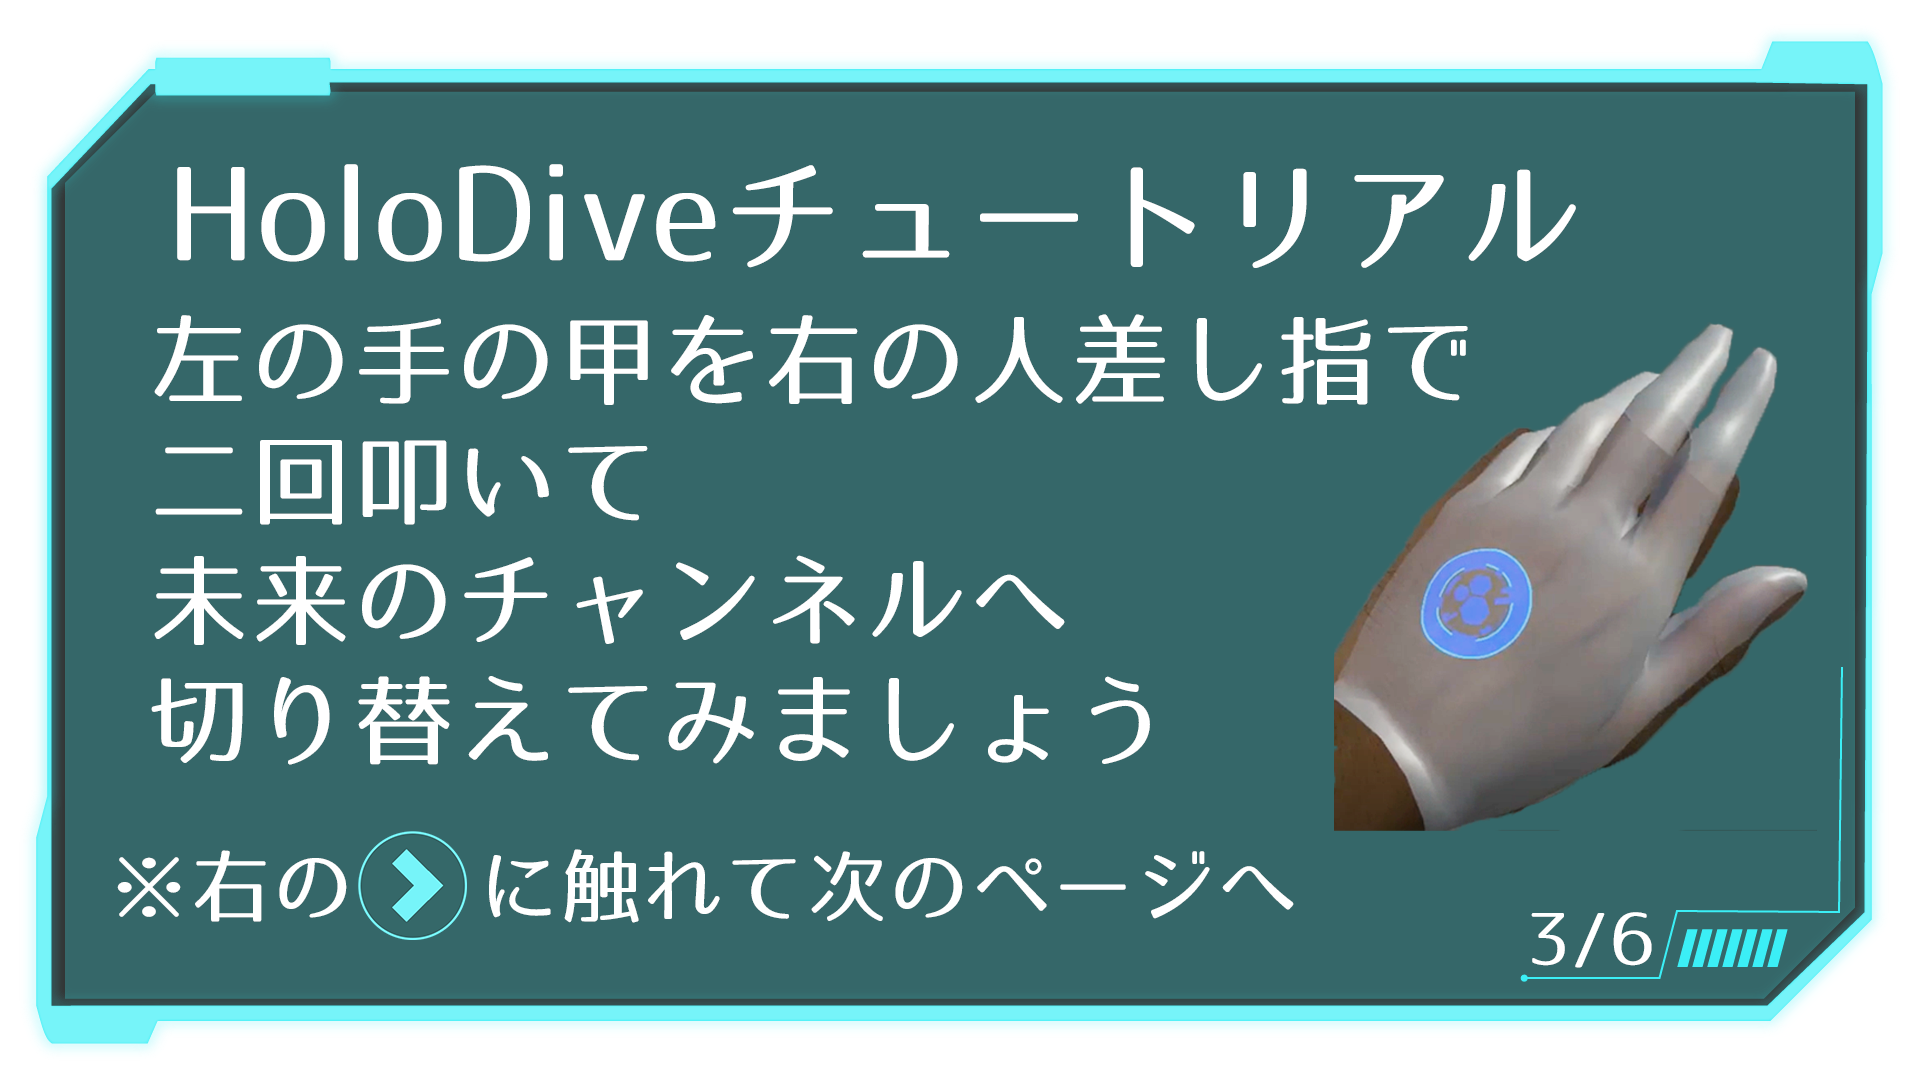 HoloDiveチュートリアル
左の手の甲を右の人差し指で
二回叩いて
未来のチャンネルへ
切り替えてみましょう
※右の に触れて次のページへ
3/6